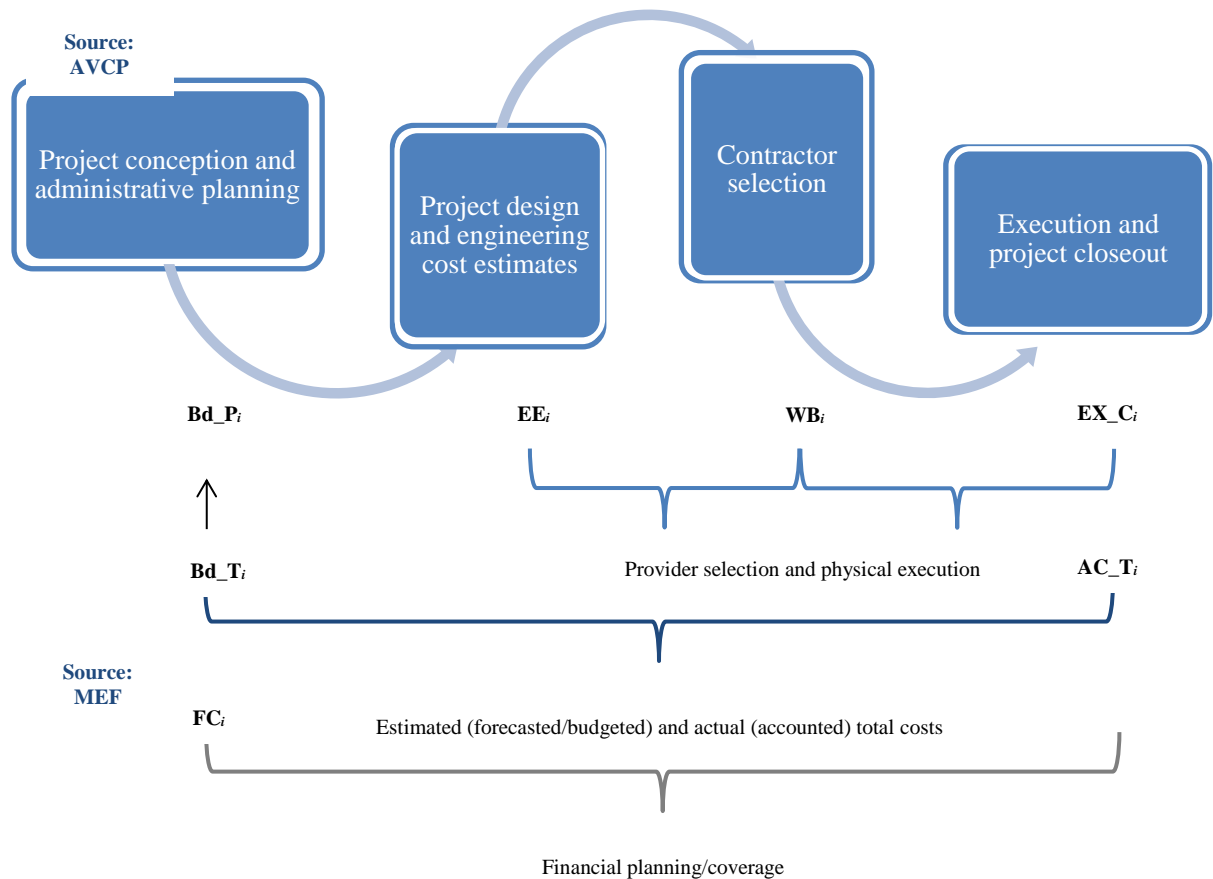 Source:
AVCP
Project conception and
administrative planning
Project design
and engineering
cost estimates
Contractor
selection
Execution and
project closeout
Bd_Pᵢ
EEᵢ
WBᵢ
EX_Cᵢ
Bd_Tᵢ
Provider selection and physical execution
AC_Tᵢ
Source:
MEF
FCᵢ
Estimated (forecasted/budgeted) and actual (accounted) total costs
Financial planning/coverage